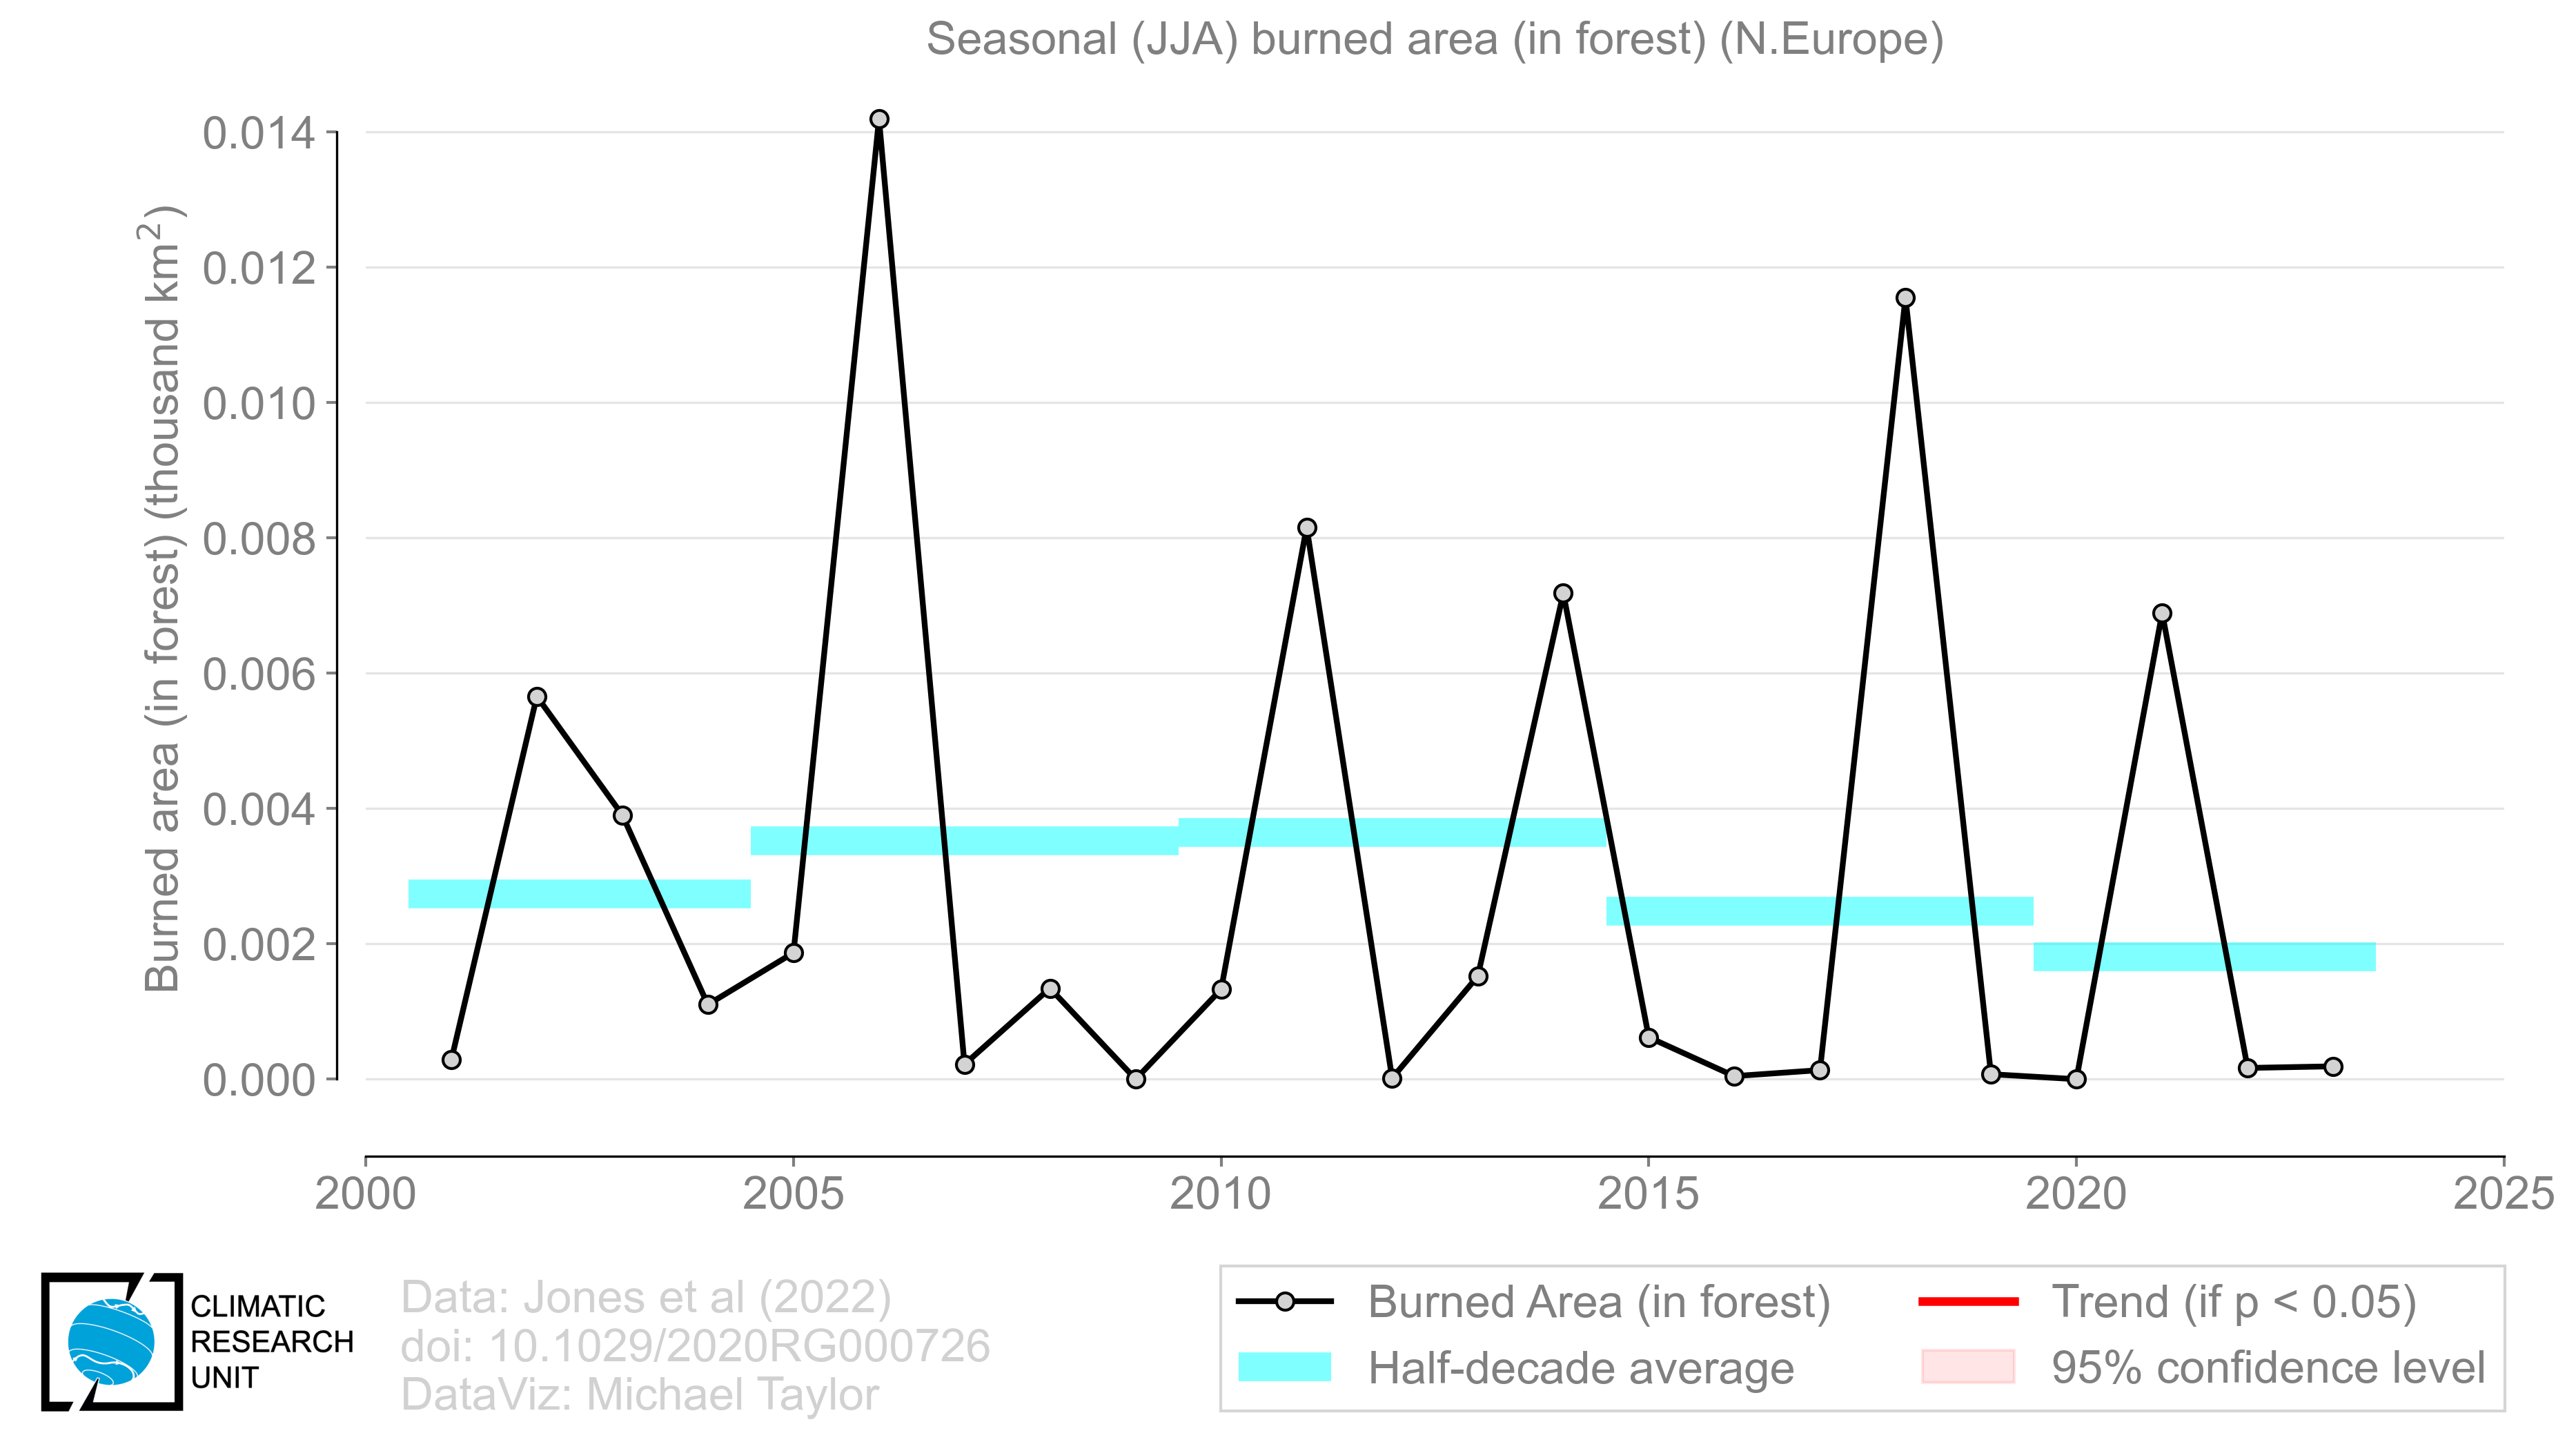 Seasonal (JJA) burned area (in forest) (N.Europe)
Burned area (in forest) (thousand km²)
0.014
0.012
0.010
0.008
0.006
0.004
0.002
0.000
2000 2005 2010 2015 2020 2025
CLIMATIC
RESEARCH
UNIT
Data: Jones et al (2022)
doi: 10.1029/2020RG000726
DataViz: Michael Taylor
Burned Area (in forest)
Half-decade average
Trend (if p < 0.05)
95% confidence level